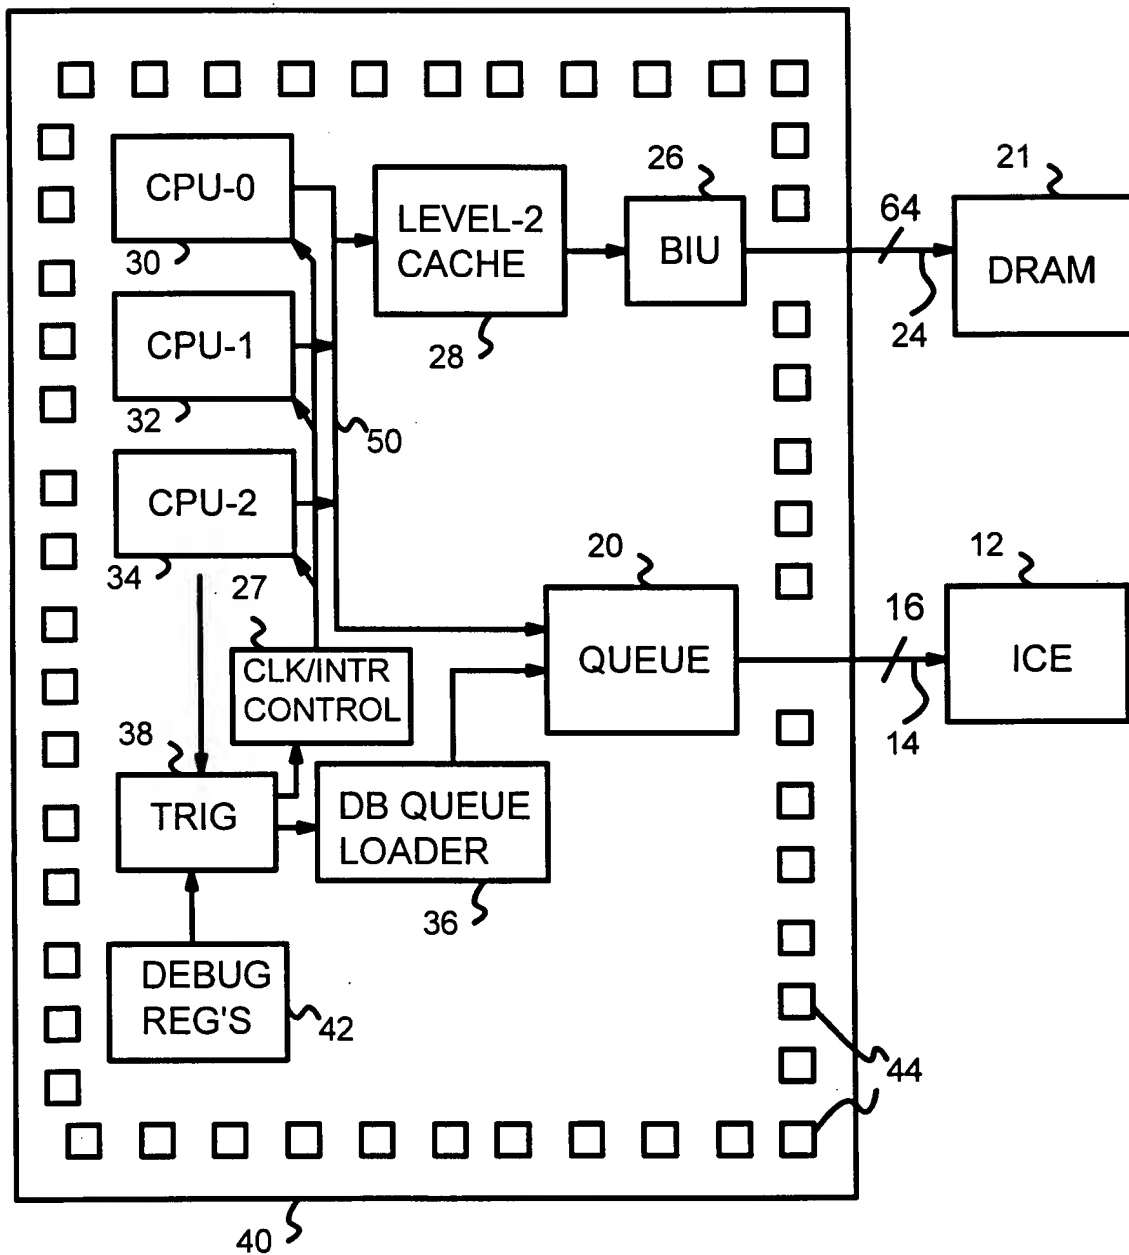 26
21
CPU-0
LEVEL-2
CACHE
BIU
64
DRAM
30
28
24
CPU-1
32
50
CPU-2
34
27
20
12
CLK/INTR
CONTROL
QUEUE
16
ICE
14
38
TRIG
DB QUEUE
LOADER
36
DEBUG
REG'S
42
44
40